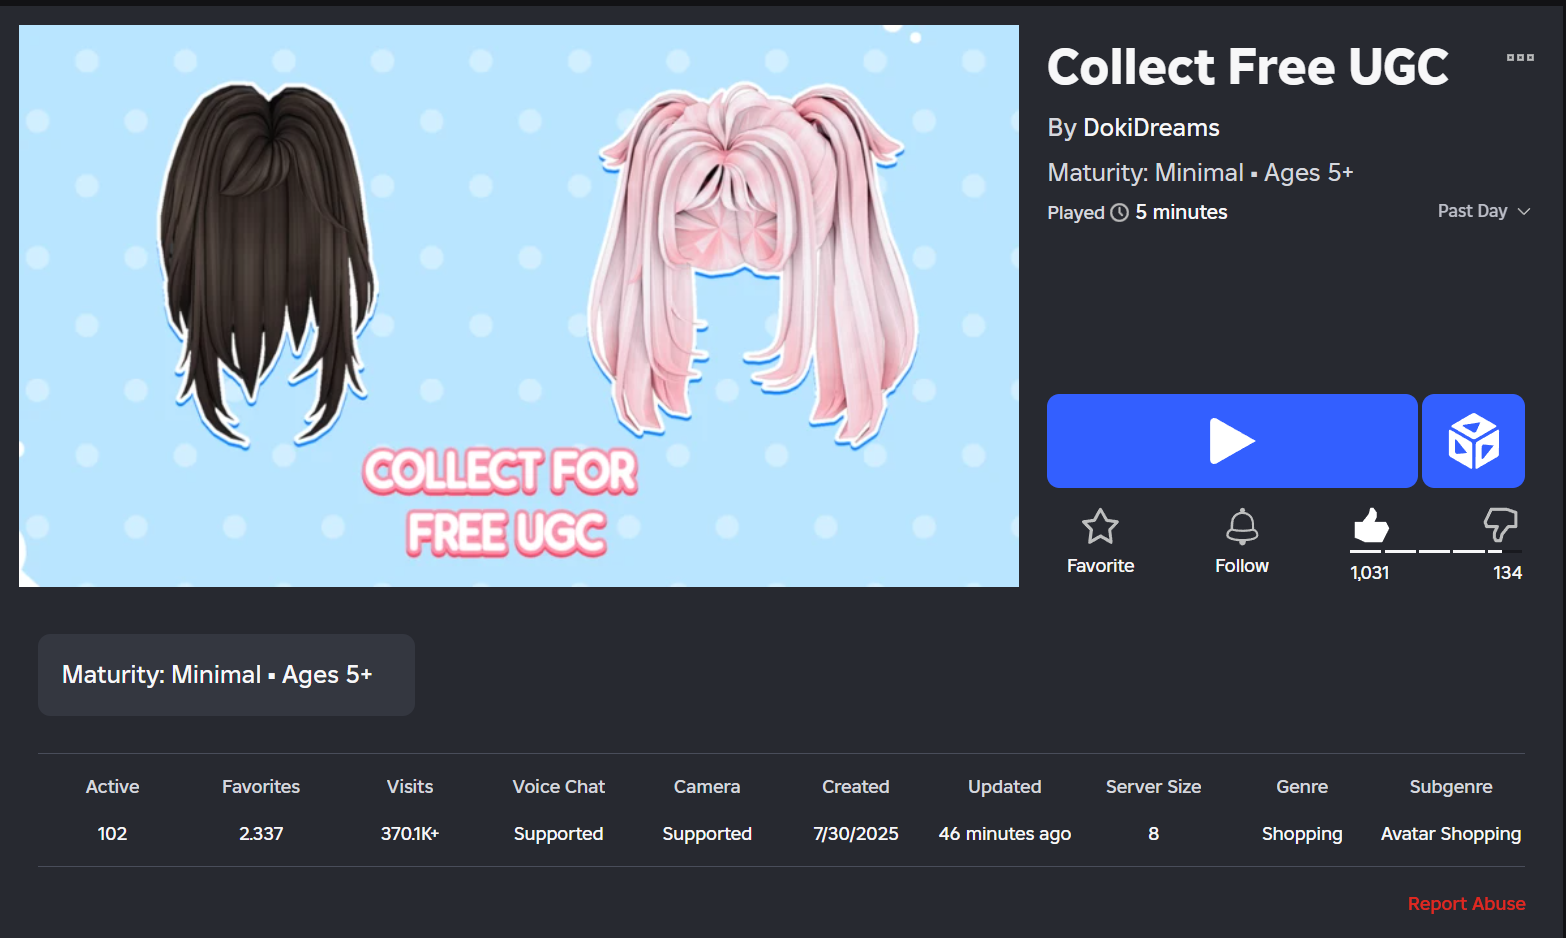 COLLECT FOR
FREE UGC
Collect Free UGC
By DokiDreams
Maturity: Minimal ▪ Ages 5+
Played 5 minutes
Past Day
Favorite
Follow
1,031
134
Maturity: Minimal ▪ Ages 5+
Active Favorites Visits Voice Chat Camera Created Updated Server Size Genre Subgenre
102 2.337 370.1K+ Supported Supported 7/30/2025 46 minutes ago 8 Shopping Avatar Shopping
Report Abuse